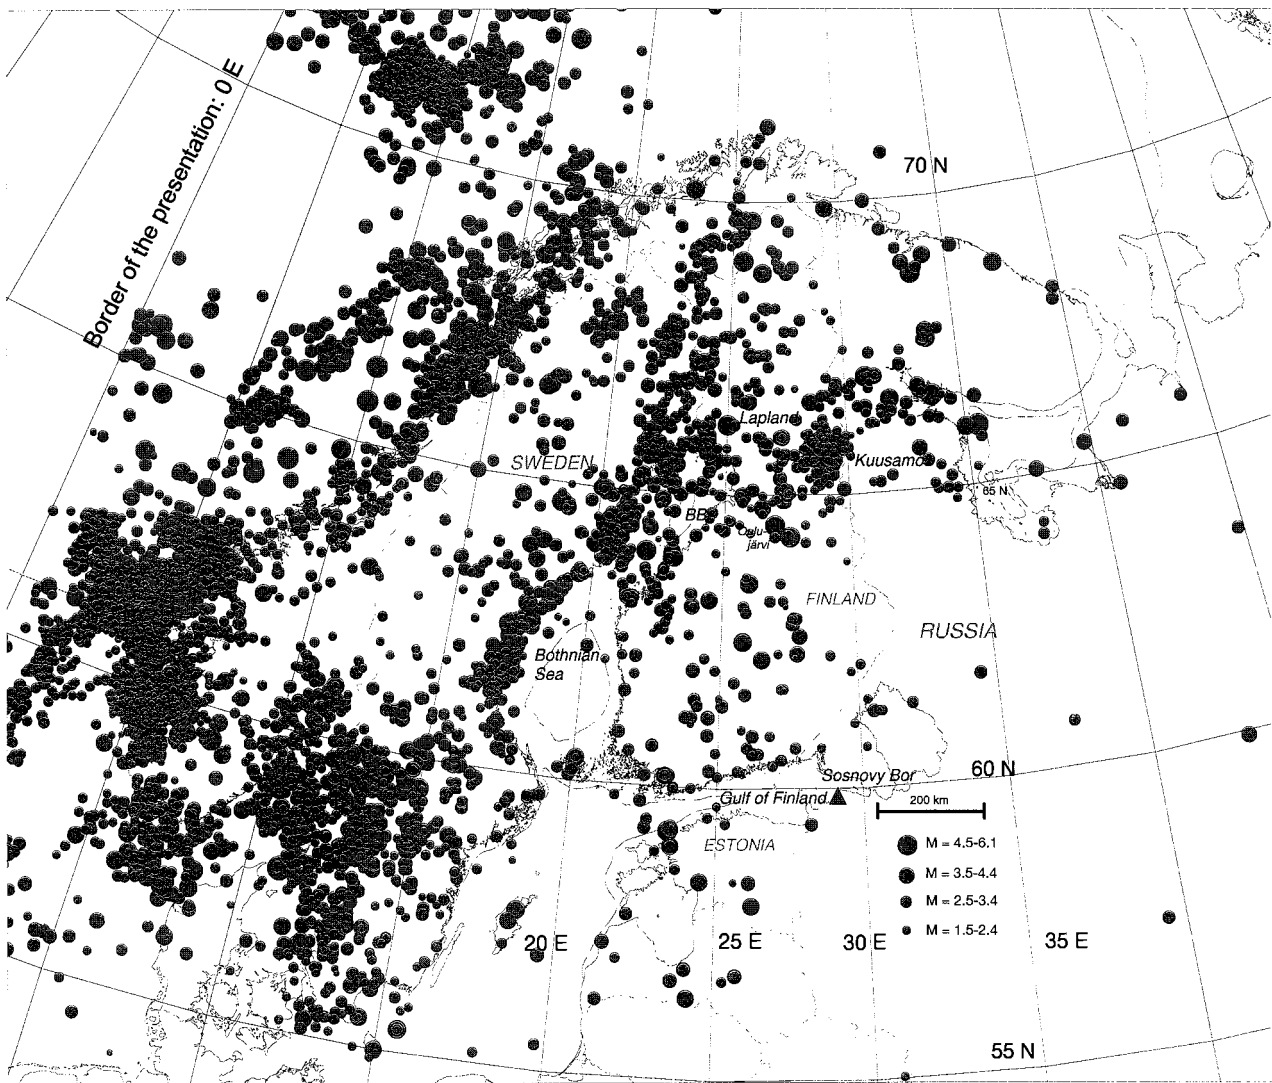 Border of the presentation: 0 E
70 N
Lapland
SWEDEN
Kuusamo
65 N
BB
Oulu-
järvi
FINLAND
RUSSIA
Bothnian
Sea
60 N
Sosnovy Bor
Gulf of Finland
200 km
ESTONIA
M = 4.5-6.1
M = 3.5-4.4
M = 2.5-3.4
M = 1.5-2.4
20 E
25 E
30 E
35 E
55 N